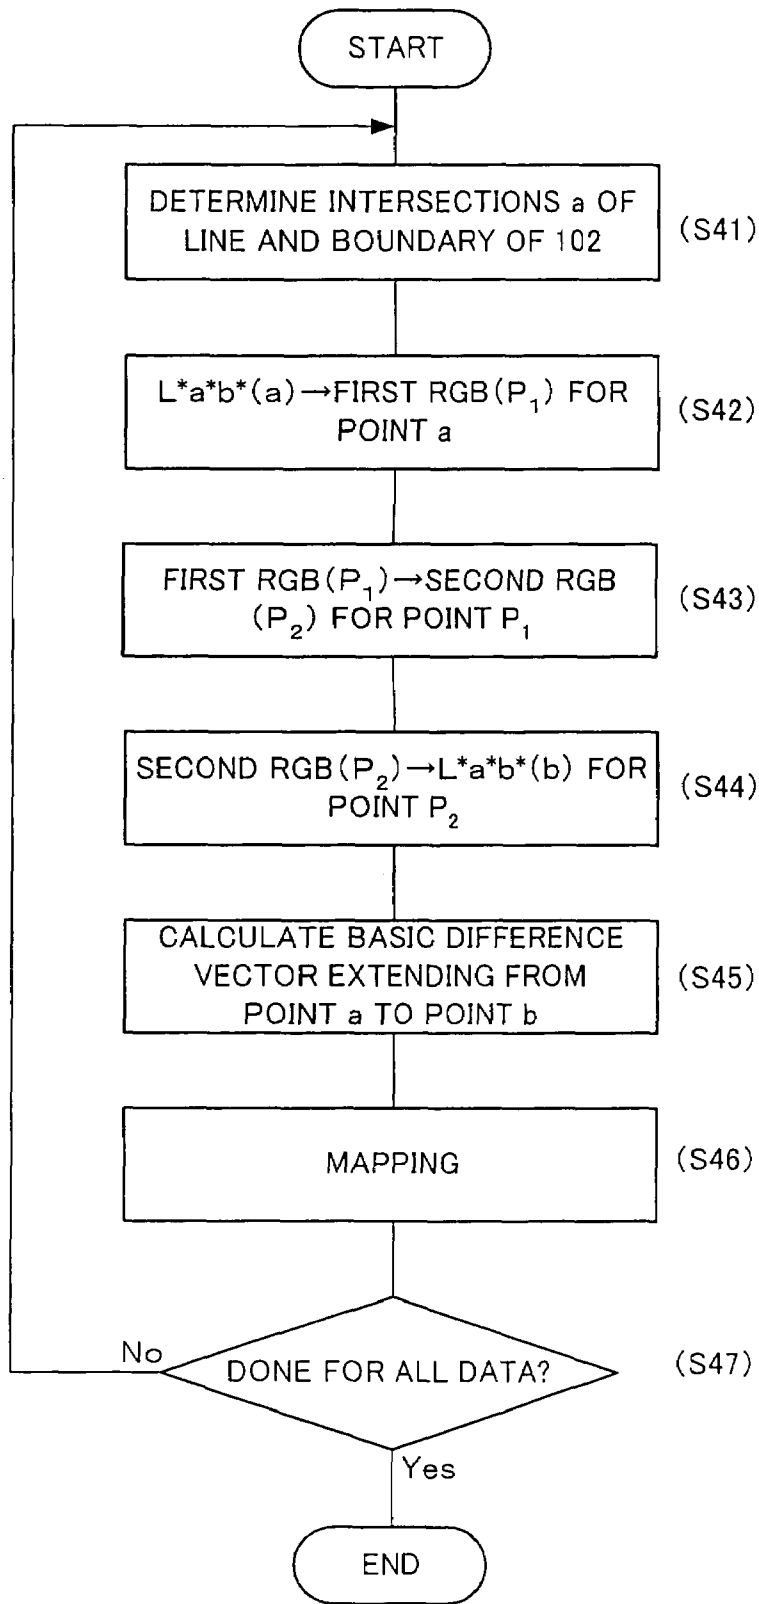 START
DETERMINE INTERSECTIONS a OF
LINE AND BOUNDARY OF 102
(S41)
L*a*b*(a)→FIRST RGB(P₁) FOR
POINT a
(S42)
FIRST RGB(P₁)→SECOND RGB
(P₂) FOR POINT P₁
(S43)
SECOND RGB(P₂)→L*a*b*(b) FOR
POINT P₂
(S44)
CALCULATE BASIC DIFFERENCE
VECTOR EXTENDING FROM
POINT a TO POINT b
(S45)
MAPPING
(S46)
No
DONE FOR ALL DATA?
(S47)
Yes
END